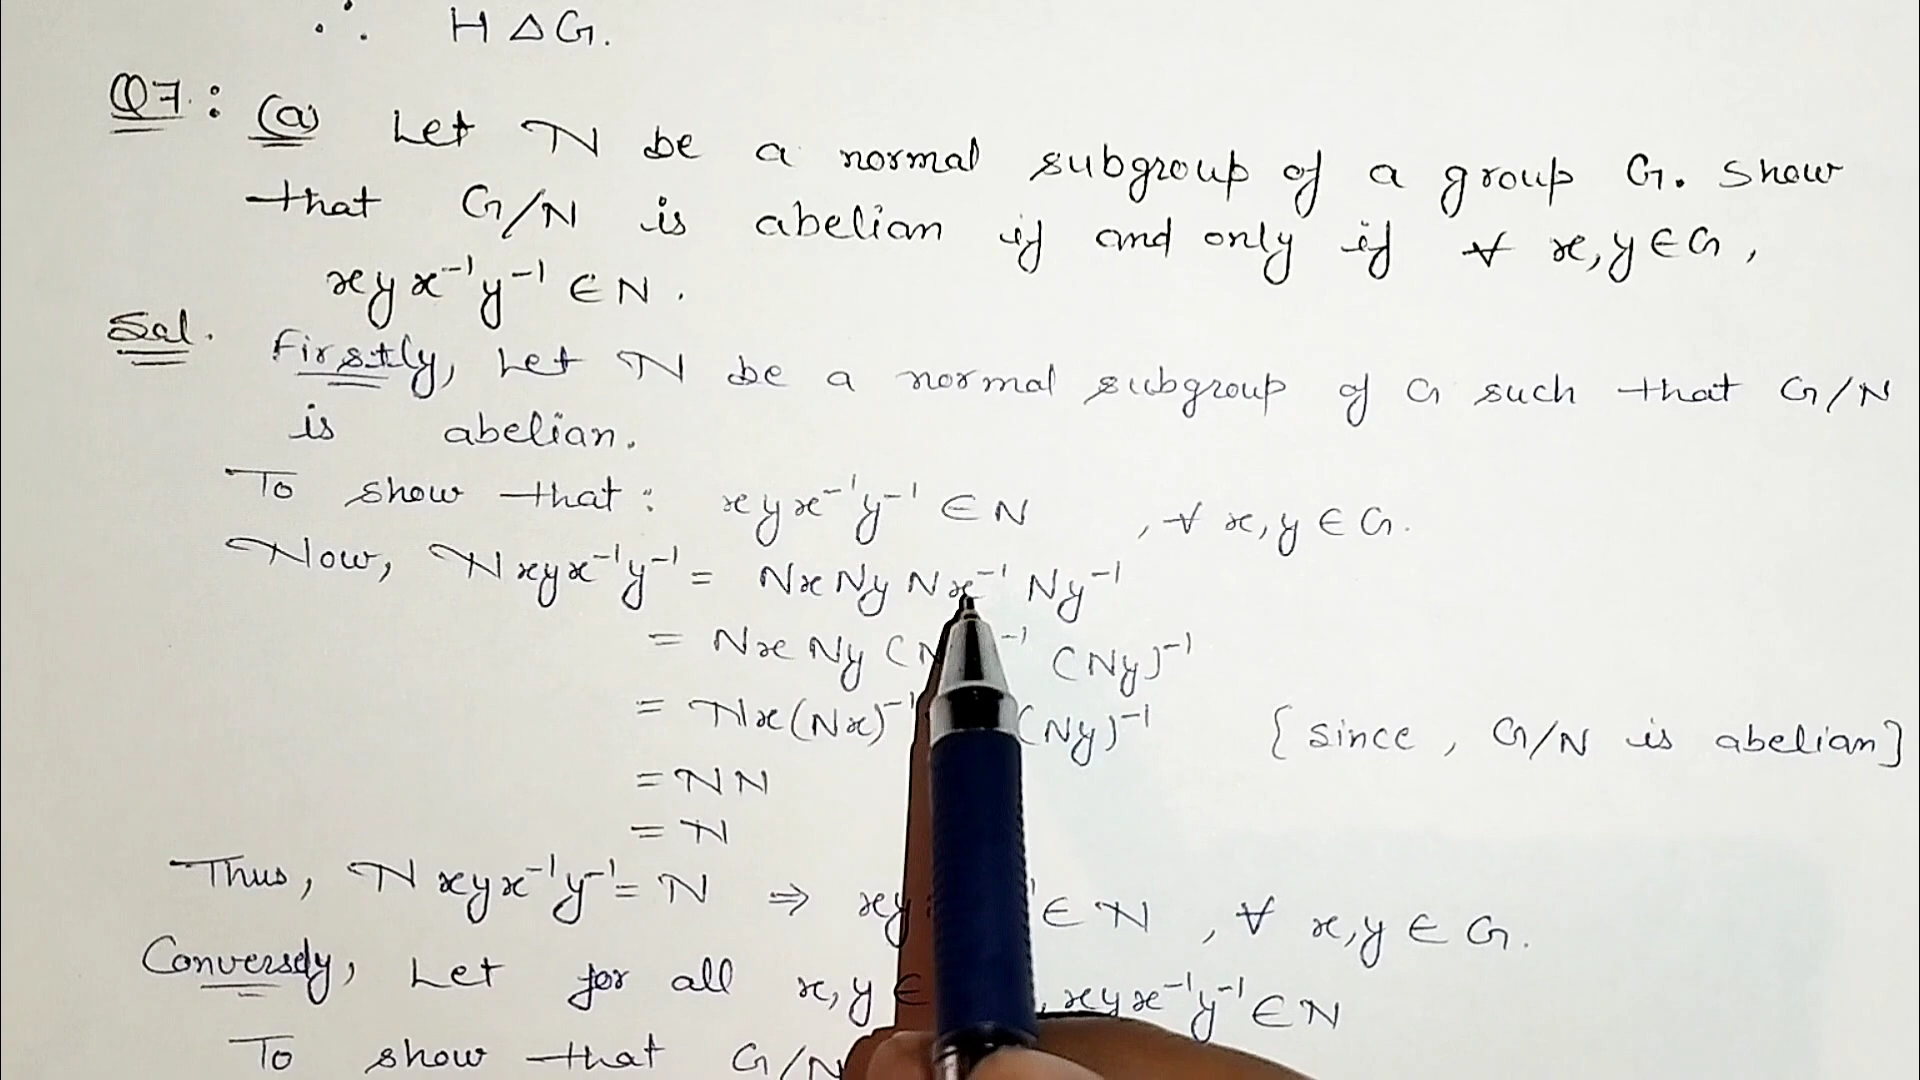 ∴ H Δ G.
Q7: (a) Let N be a normal subgroup of a group G. Show
that G/N is abelian if and only if ∀ x,y ∈ G,
xyx⁻¹y⁻¹ ∈ N.
Sol. Firstly, Let N be a normal subgroup of G such that G/N
is abelian.
To show that: xyx⁻¹y⁻¹ ∈ N , ∀ x,y ∈ G.
Now, Nxyx⁻¹y⁻¹ = Nx Ny Nx⁻¹ Ny⁻¹
= Nx Ny (N ⁻¹ (Ny)⁻¹
= Nx(Nx)⁻¹ (Ny)⁻¹ {since, G/N is abelian}
= NN
= N
Thus, Nxyx⁻¹y⁻¹ = N ⇒ xy ∈ N , ∀ x,y ∈ G.
Conversely, Let for all x,y ∈ , xyx⁻¹y⁻¹ ∈ N
To show that G/N